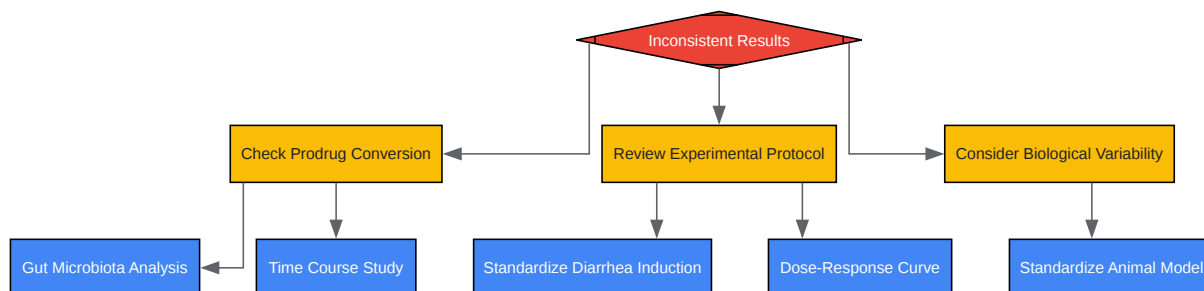 Inconsistent Results
Check Prodrug Conversion
Review Experimental Protocol
Consider Biological Variability
Gut Microbiota Analysis
Time Course Study
Standardize Diarrhea Induction
Dose-Response Curve
Standardize Animal Model